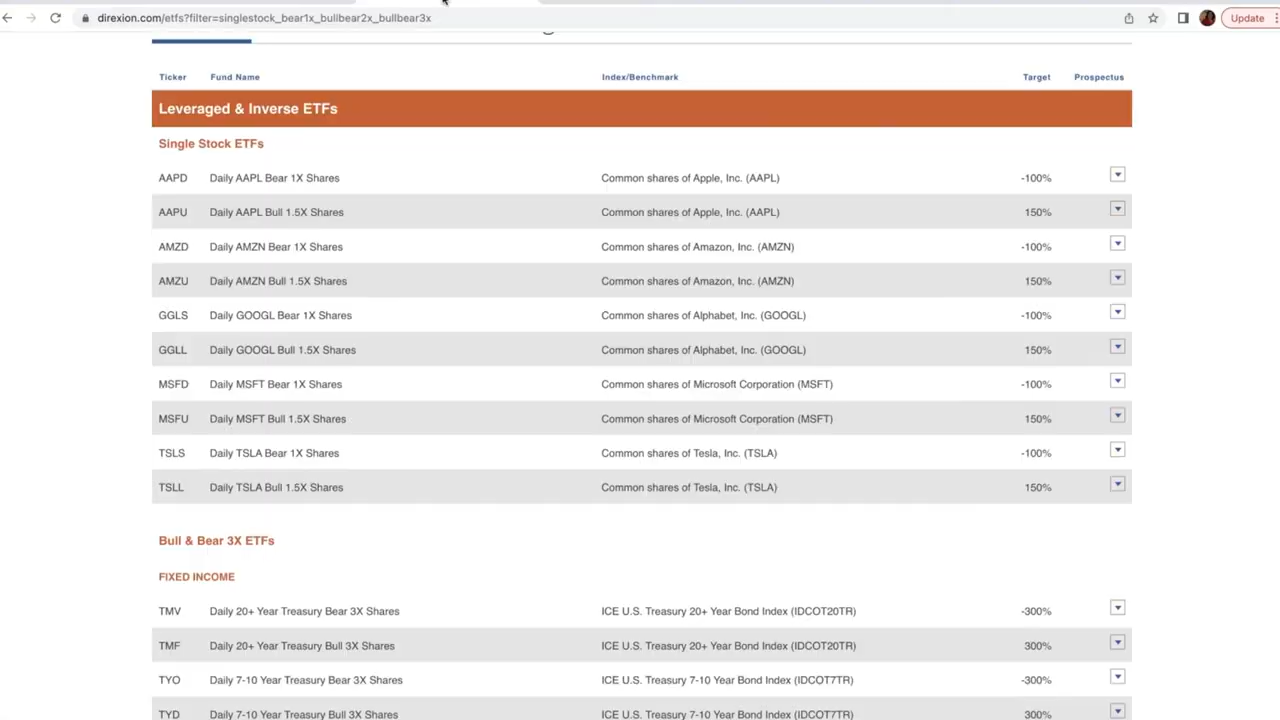 direxion.com/etfs?filter=singlestock_bear1x_bullbear2x_bullbear3x Update
Ticker Fund Name Index/Benchmark Target Prospectus
Leveraged & Inverse ETFs
Single Stock ETFs
AAPD Daily AAPL Bear 1X Shares Common shares of Apple, Inc. (AAPL) -100%
AAPU Daily AAPL Bull 1.5X Shares Common shares of Apple, Inc. (AAPL) 150%
AMZD Daily AMZN Bear 1X Shares Common shares of Amazon, Inc. (AMZN) -100%
AMZU Daily AMZN Bull 1.5X Shares Common shares of Amazon, Inc. (AMZN) 150%
GGLS Daily GOOGL Bear 1X Shares Common shares of Alphabet, Inc. (GOOGL) -100%
GGLL Daily GOOGL Bull 1.5X Shares Common shares of Alphabet, Inc. (GOOGL) 150%
MSFD Daily MSFT Bear 1X Shares Common shares of Microsoft Corporation (MSFT) -100%
MSFU Daily MSFT Bull 1.5X Shares Common shares of Microsoft Corporation (MSFT) 150%
TSLS Daily TSLA Bear 1X Shares Common shares of Tesla, Inc. (TSLA) -100%
TSLL Daily TSLA Bull 1.5X Shares Common shares of Tesla, Inc. (TSLA) 150%
Bull & Bear 3X ETFs
FIXED INCOME
TMV Daily 20+ Year Treasury Bear 3X Shares ICE U.S. Treasury 20+ Year Bond Index (IDCOT20TR) -300%
TMF Daily 20+ Year Treasury Bull 3X Shares ICE U.S. Treasury 20+ Year Bond Index (IDCOT20TR) 300%
TYO Daily 7-10 Year Treasury Bear 3X Shares ICE U.S. Treasury 7-10 Year Bond Index (IDCOT7TR) -300%
TYD Daily 7-10 Year Treasury Bull 3X Shares ICE U.S. Treasury 7-10 Year Bond Index (IDCOT7TR) 300%